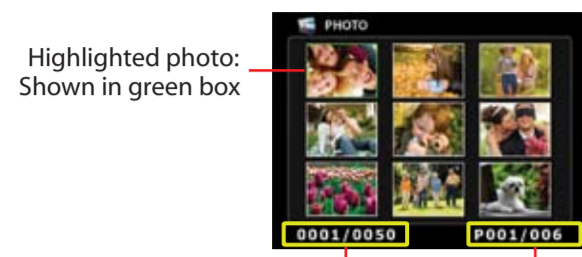 PHOTO
Highlighted photo:
Shown in green box
0001/0050
P001/006